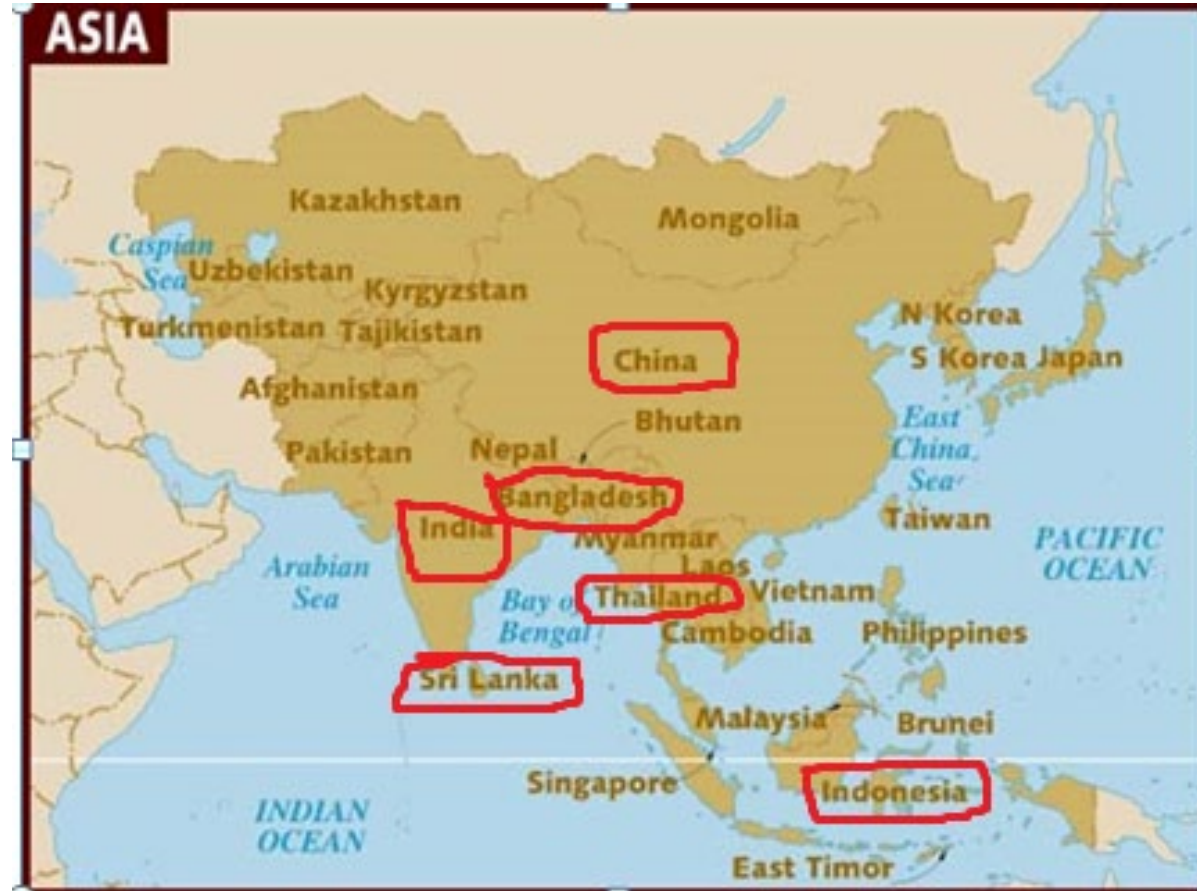 ASIA
Kazakhstan
Mongolia
Caspian
Sea
Uzbekistan
Kyrgyzstan
N Korea
Turkmenistan
Tajikistan
China
S Korea
Japan
Afghanistan
Bhutan
East
China
Sea
Pakistan
Nepal
Bangladesh
Taiwan
India
Myanmar
PACIFIC
OCEAN
Arabian
Sea
Laos
Bay of
Bengal
Thailand
Vietnam
Cambodia
Philippines
Sri Lanka
Malaysia
Brunei
Singapore
Indonesia
INDIAN
OCEAN
East Timor